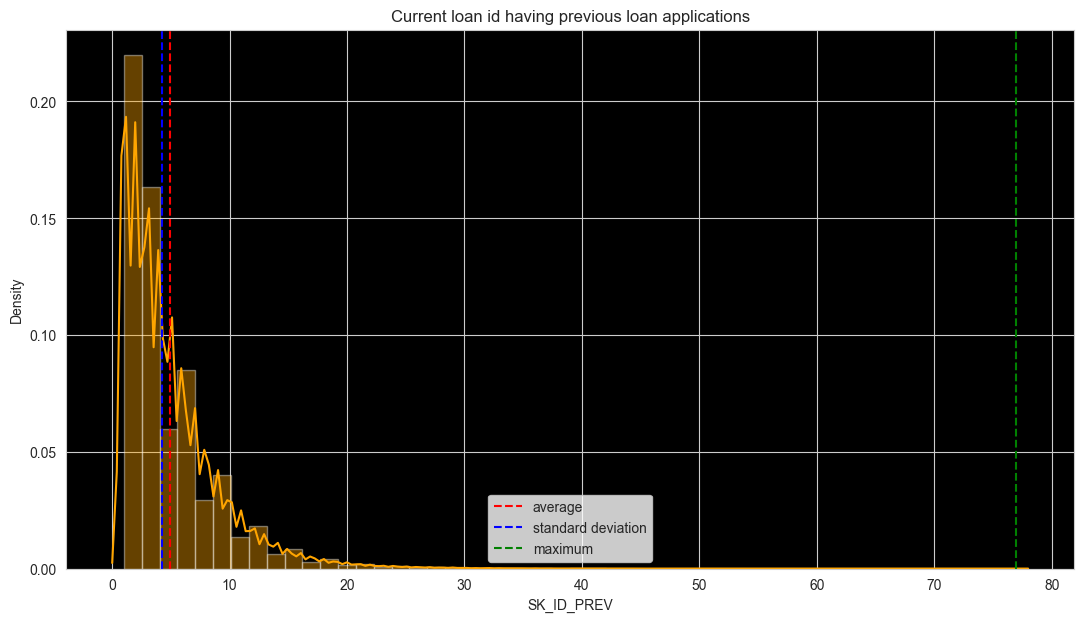 Current loan id having previous loan applications
Density
0.20
0.15
0.10
0.05
0.00
average
standard deviation
maximum
0 10 20 30 40 50 60 70 80
SK_ID_PREV